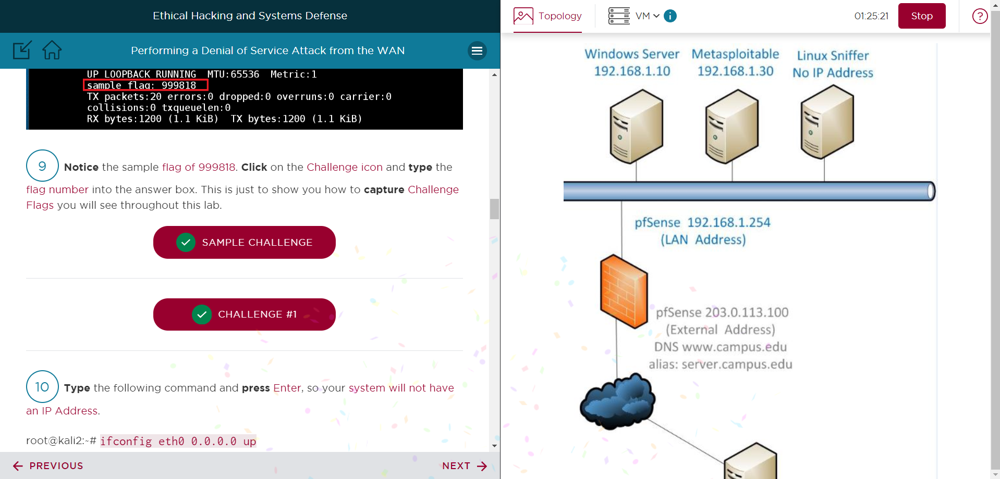 Ethical Hacking and Systems Defense
Performing a Denial of Service Attack from the WAN
UP LOOPBACK RUNNING  MTU:65536  Metric:1
sample flag: 999818
TX packets:20 errors:0 dropped:0 overruns:0 carrier:0
collisions:0 txqueuelen:0
RX bytes:1200 (1.1 KiB)  TX bytes:1200 (1.1 KiB)
9 Notice the sample flag of 999818. Click on the Challenge icon and type the
flag number into the answer box. This is just to show you how to capture Challenge
Flags you will see throughout this lab.
SAMPLE CHALLENGE
CHALLENGE #1
10 Type the following command and press Enter, so your system will not have
an IP Address.
root@kali2:~# ifconfig eth0 0.0.0.0 up
PREVIOUS
NEXT
Topology
VM
i
01:25:21
Stop
?
Windows Server
192.168.1.10
Metasploitable
192.168.1.30
Linux Sniffer
No IP Address
pfSense 192.168.1.254
(LAN Address)
pfSense 203.0.113.100
(External Address)
DNS www.campus.edu
alias: server.campus.edu